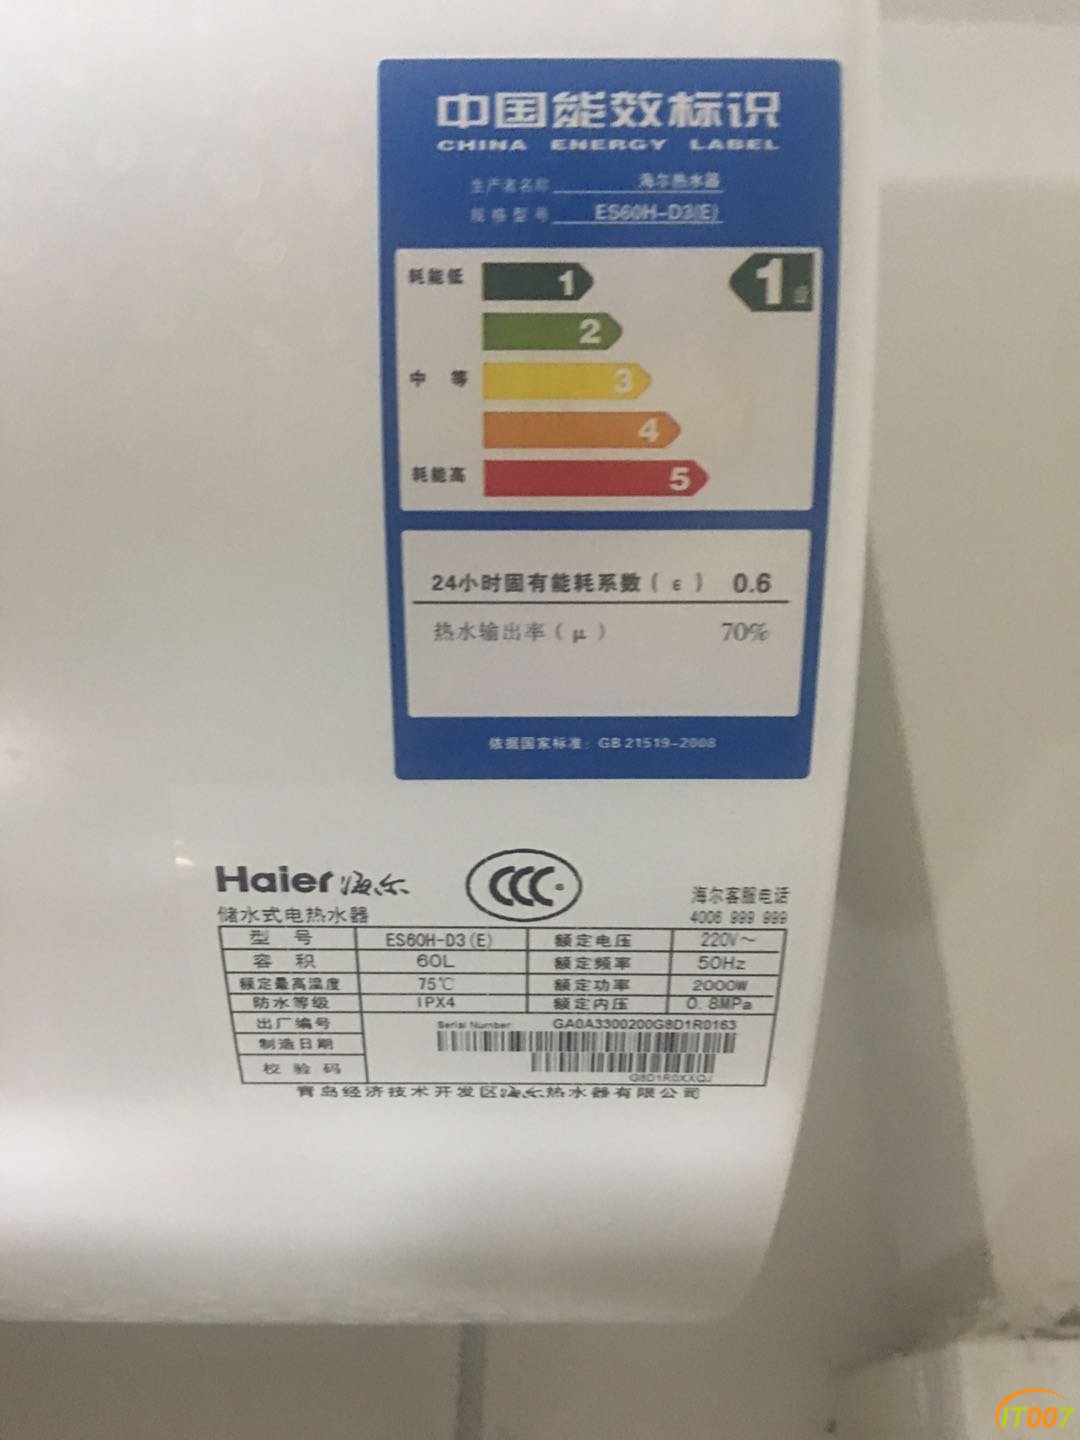 中国能效标识
CHINA ENERGY LABEL
生产者名称 海尔热水器
规格型号 ES60H-D3(E)
耗能低 1 1级
2
中 等 3
4
耗能高 5
24小时固有能耗系数(ε) 0.6
热水输出率(μ) 70%
依据国家标准: GB 21519-2008
Haier 海尔 CCC
海尔客服电话
储水式电热水器 4006 999 999
型 号 ES60H-D3(E) 额定电压 220V~
容 积 60L 额定频率 50Hz
额定最高温度 75℃ 额定功率 2000W
防水等级 IPX4 额定内压 0.8MPa
出厂编号 Serial Number: GA0A3300200G8D1R0163
制造日期
校 验 码 G8D1R0XXQJ
青岛经济技术开发区海尔热水器有限公司
IT007